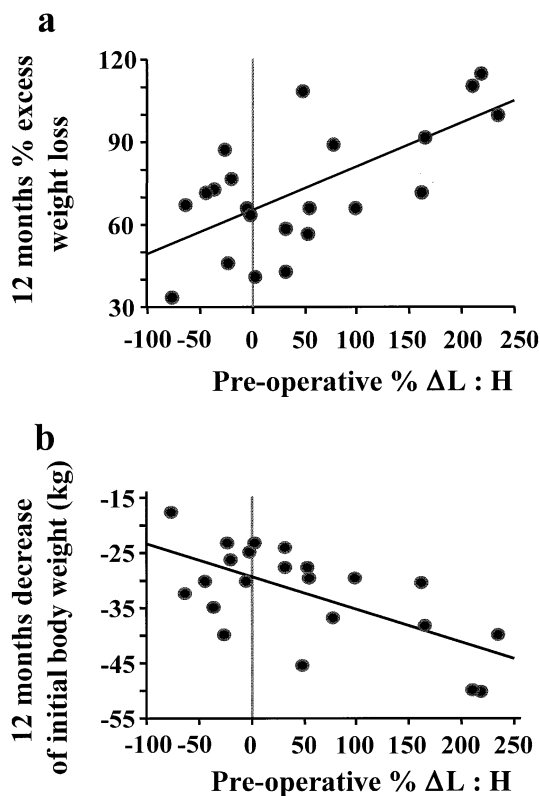 a
12 months % excess
weight loss
120
90
60
30
-100 -50 0 50 100 150 200 250
Pre-operative % ΔL : H
b
12 months decrease
of initial body weight (kg)
-15
-25
-35
-45
-55
-100 -50 0 50 100 150 200 250
Pre-operative % ΔL : H